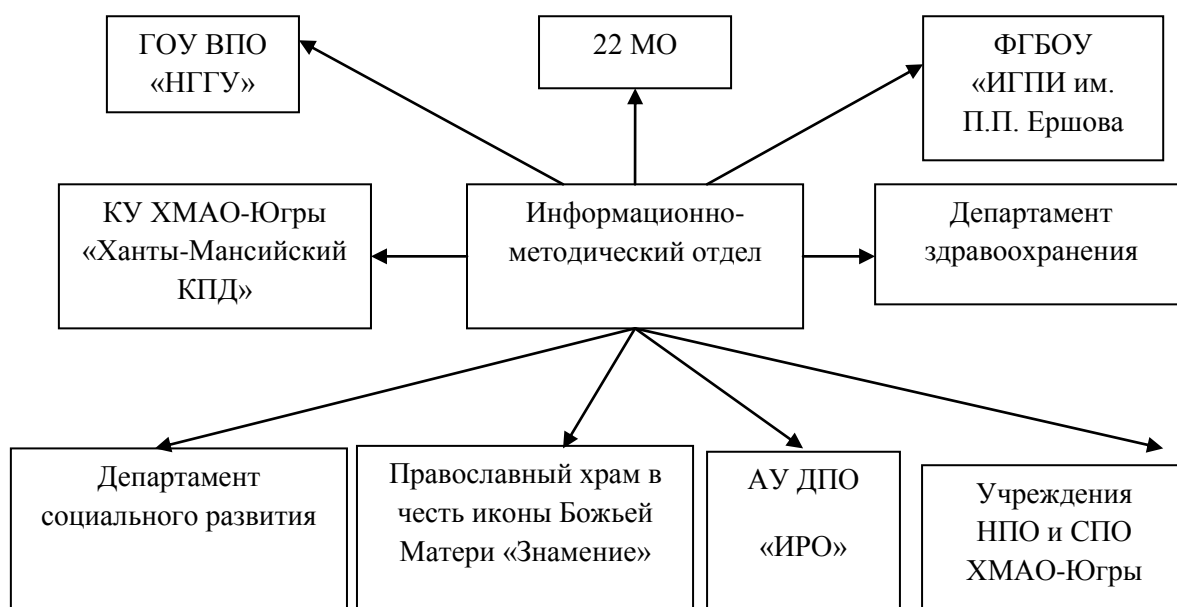 ГОУ ВПО
«НГГУ»
22 МО
ФГБОУ
«ИГПИ им.
П.П. Ершова
КУ ХМАО-Югры
«Ханты-Мансийский
КПД»
Информационно-
методический отдел
Департамент
здравоохранения
Департамент
социального развития
Православный храм в
честь иконы Божьей
Матери «Знамение»
АУ ДПО
«ИРО»
Учреждения
НПО и СПО
ХМАО-Югры